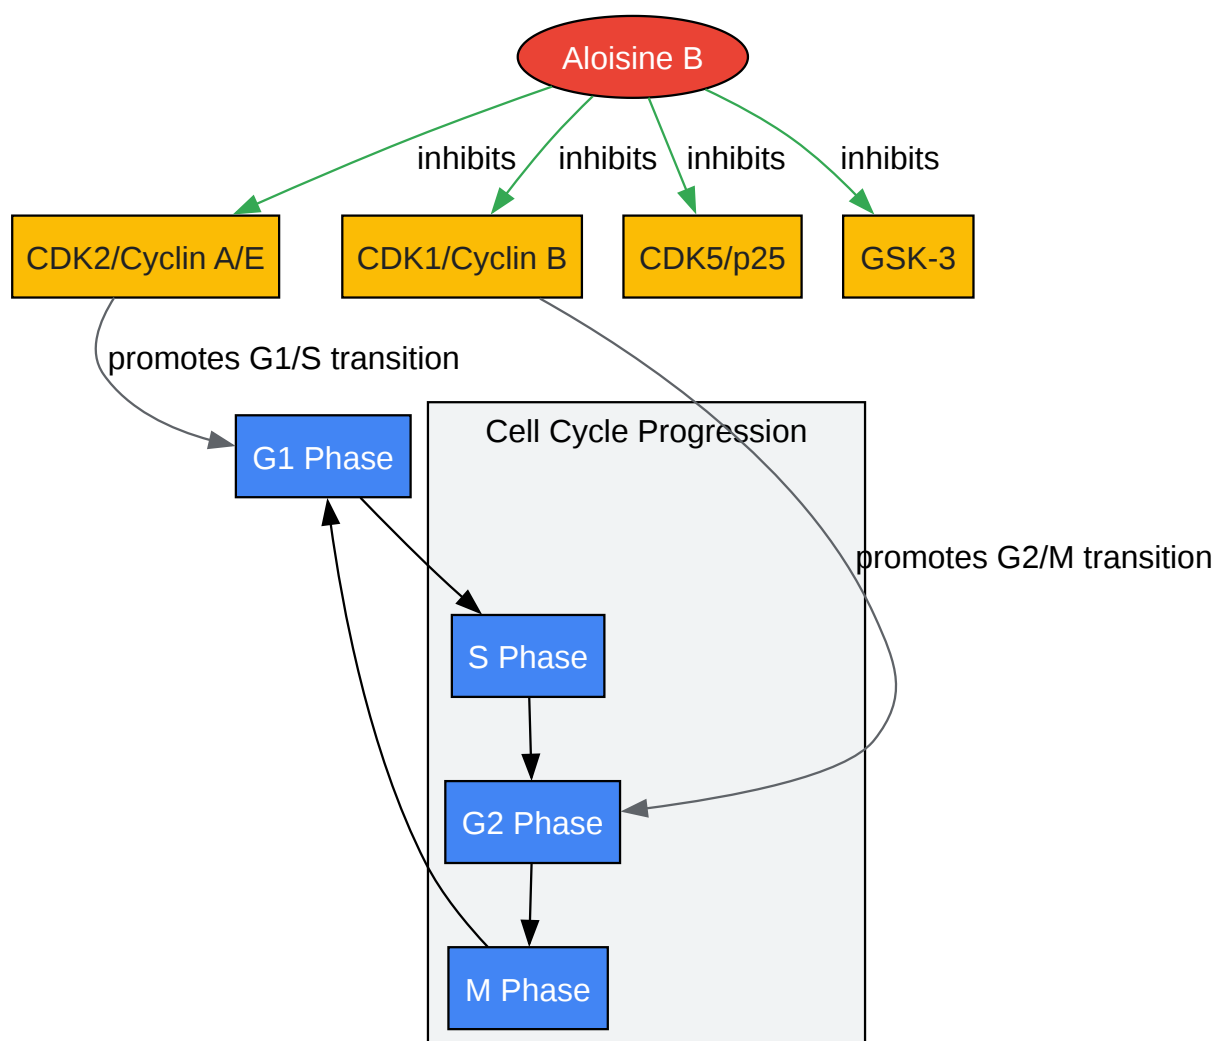 Aloisine B
inhibits
inhibits
inhibits
inhibits
CDK2/Cyclin A/E
CDK1/Cyclin B
CDK5/p25
GSK-3
promotes G1/S transition
Cell Cycle Progression
G1 Phase
promotes G2/M transition
S Phase
G2 Phase
M Phase